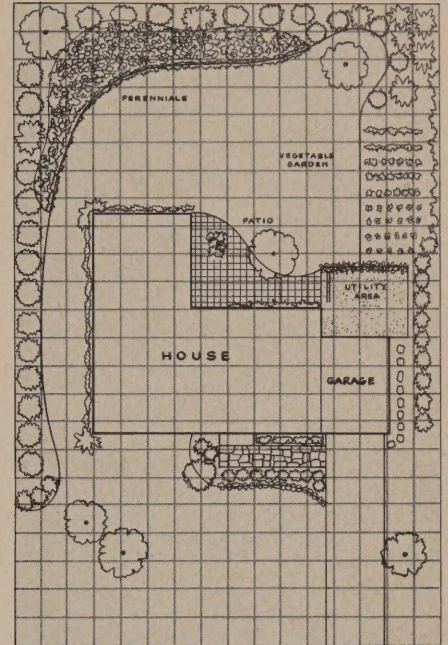 PERENNIALS
VEGETABLE
GARDEN
PATIO
UTILITY
AREA
HOUSE
GARAGE